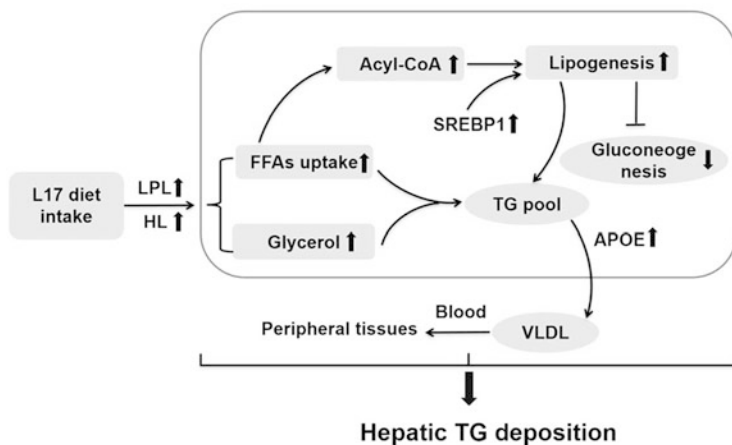 Acyl-CoA ⬆
Lipogenesis ⬆
SREBP1 ⬆
FFAs uptake ⬆
Gluconeoge
nesis ⬇
L17 diet
intake
LPL ⬆
HL ⬆
TG pool
Glycerol ⬆
APOE ⬆
Blood
Peripheral tissues
VLDL
Hepatic TG deposition